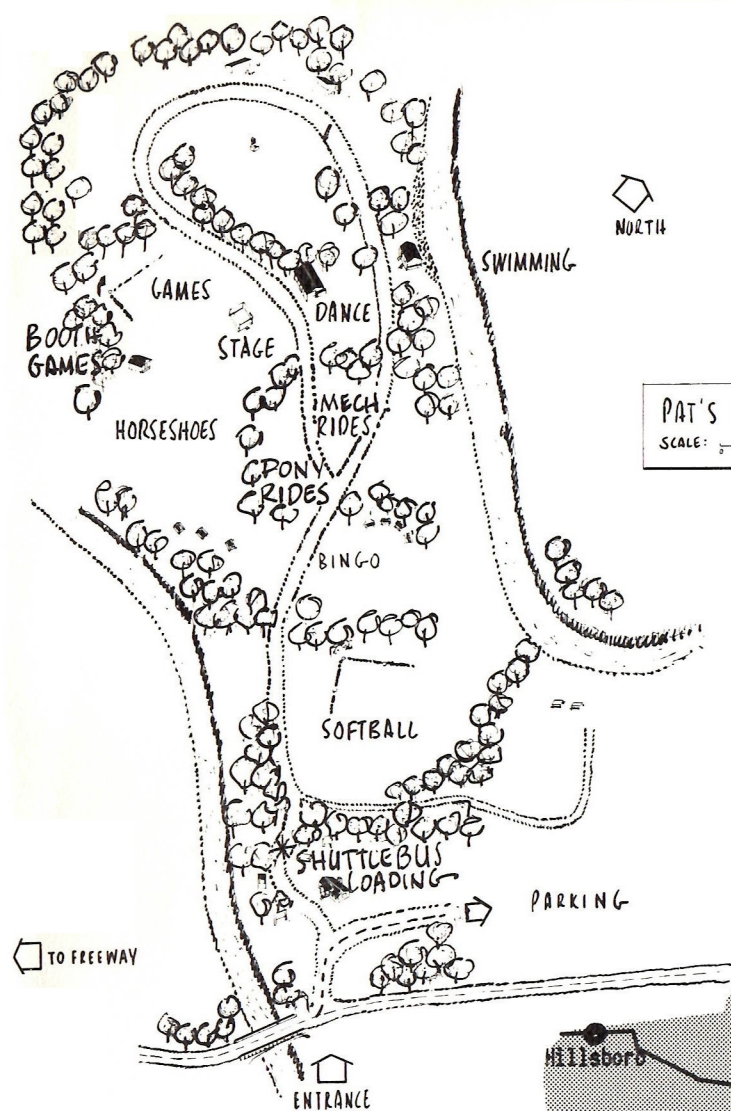 NORTH
SWIMMING
GAMES
BOOTH
GAMES
STAGE
DANCE
MECH
RIDES
PAT'S
SCALE:
HORSESHOES
PONY
RIDES
BINGO
SOFTBALL
SHUTTLEBUS
LOADING
PARKING
TO FREEWAY
Hillsboro
ENTRANCE